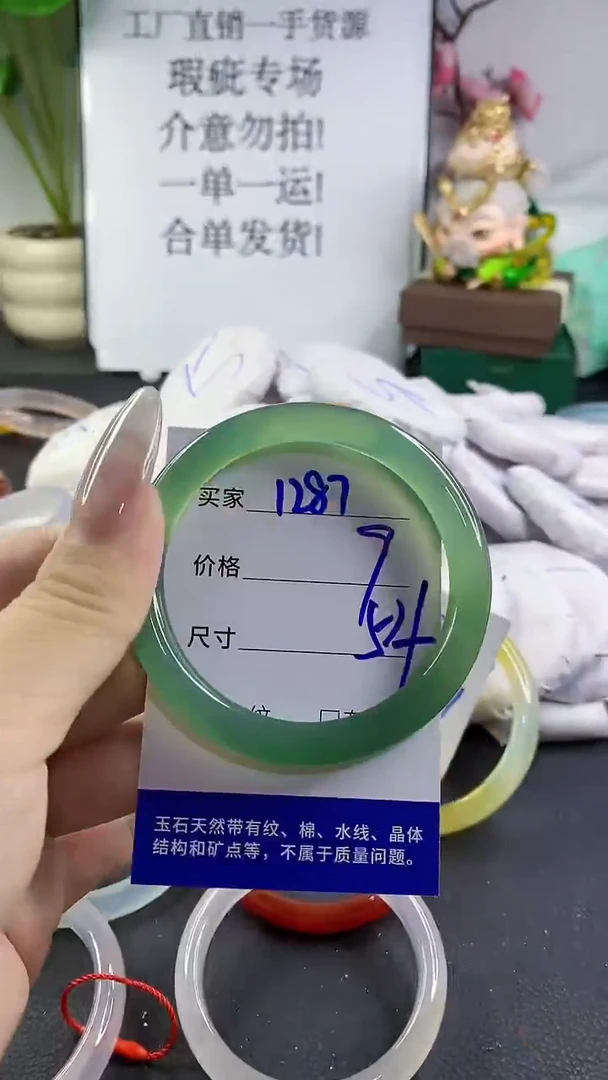 工厂直销一手货源
瑕疵专场
介意勿拍!
一单一运!
合单发货!
买家 1287
价格 9
尺寸 54
玉石天然带有纹、棉、水线、晶体
结构和矿点等，不属于质量问题。